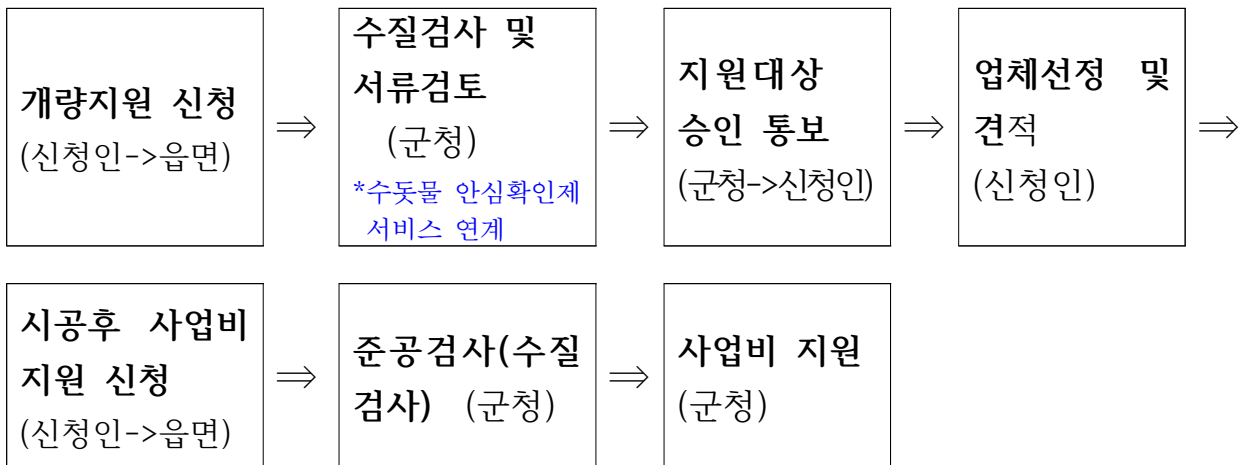 개량지원 신청
(신청인->읍면)
⇒
수질검사 및
서류검토
(군청)
*수돗물 안심확인제
서비스 연계
⇒
지원대상
승인 통보
(군청->신청인)
⇒
업체선정 및
견적
(신청인)
⇒
시공후 사업비
지원 신청
(신청인->읍면)
⇒
준공검사(수질
검사) (군청)
⇒
사업비 지원
(군청)